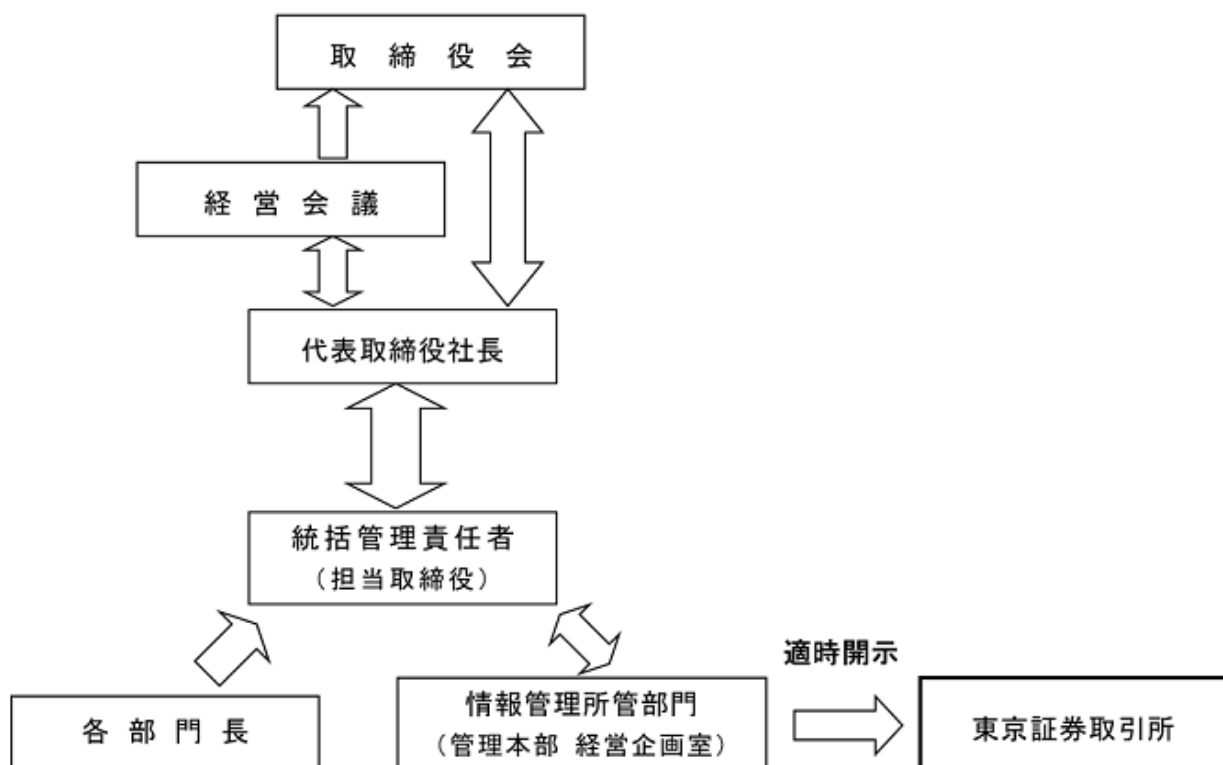 取締役会
経営会議
代表取締役社長
統括管理責任者
（担当取締役）
適時開示
各部門長
情報管理所管部門
（管理本部 経営企画室）
東京証券取引所